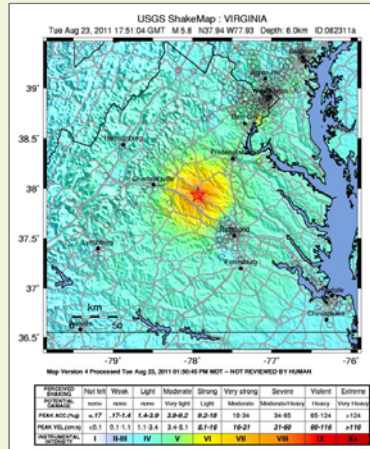 USGS ShakeMap : VIRGINIA
Tue Aug 23, 2011 17:51:04 GMT M 5.8 N37.94 W77.93 Depth: 6.0km ID:082311a
39˚
38.5˚
38˚
37.5˚
37˚
36.5˚
Harrisonburg
Fredericksburg
Charlottesville
Richmond
Petersburg
Lynchburg
Chesapeake
km
0 50
-79˚ -78˚ -77˚ -76˚
Map Version 4 Processed Tue Aug 23, 2011 01:50:45 PM MDT -- NOT REVIEWED BY HUMAN
PERCEIVED SHAKING Not felt Weak Light Moderate Strong Very strong Severe Violent Extreme
POTENTIAL DAMAGE none none none Very light Light Moderate Moderate/Heavy Heavy Very Heavy
PEAK ACC.(%g) <.17 .17-1.4 1.4-3.9 3.9-9.2 9.2-18 18-34 34-65 65-124 >124
PEAK VEL.(cm/s) <0.1 0.1-1.1 1.1-3.4 3.4-8.1 8.1-16 16-31 31-60 60-116 >116
INSTRUMENTAL INTENSITY I II-III IV V VI VII VIII IX X+